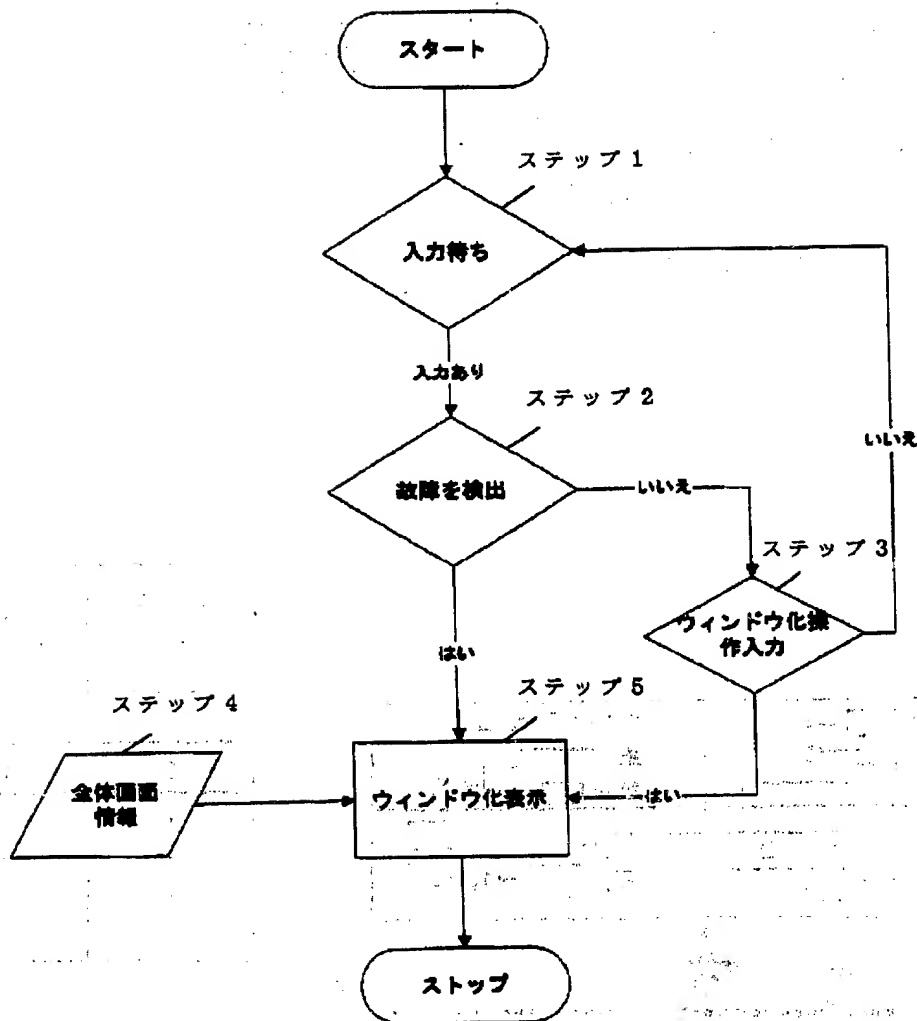 スタート
ステップ1
入力待ち
入力あり
ステップ2
いいえ
故障を検出
いいえ
ステップ3
ウィンドウ化操
作入力
はい
ステップ5
ステップ4
全体画面
情報
ウィンドウ化表示
はい
ストップ